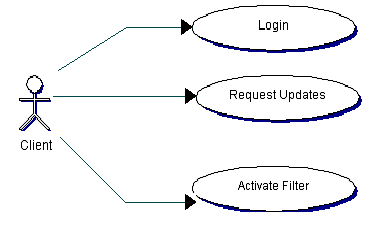 Login
Request Updates
Client
Activate Filter